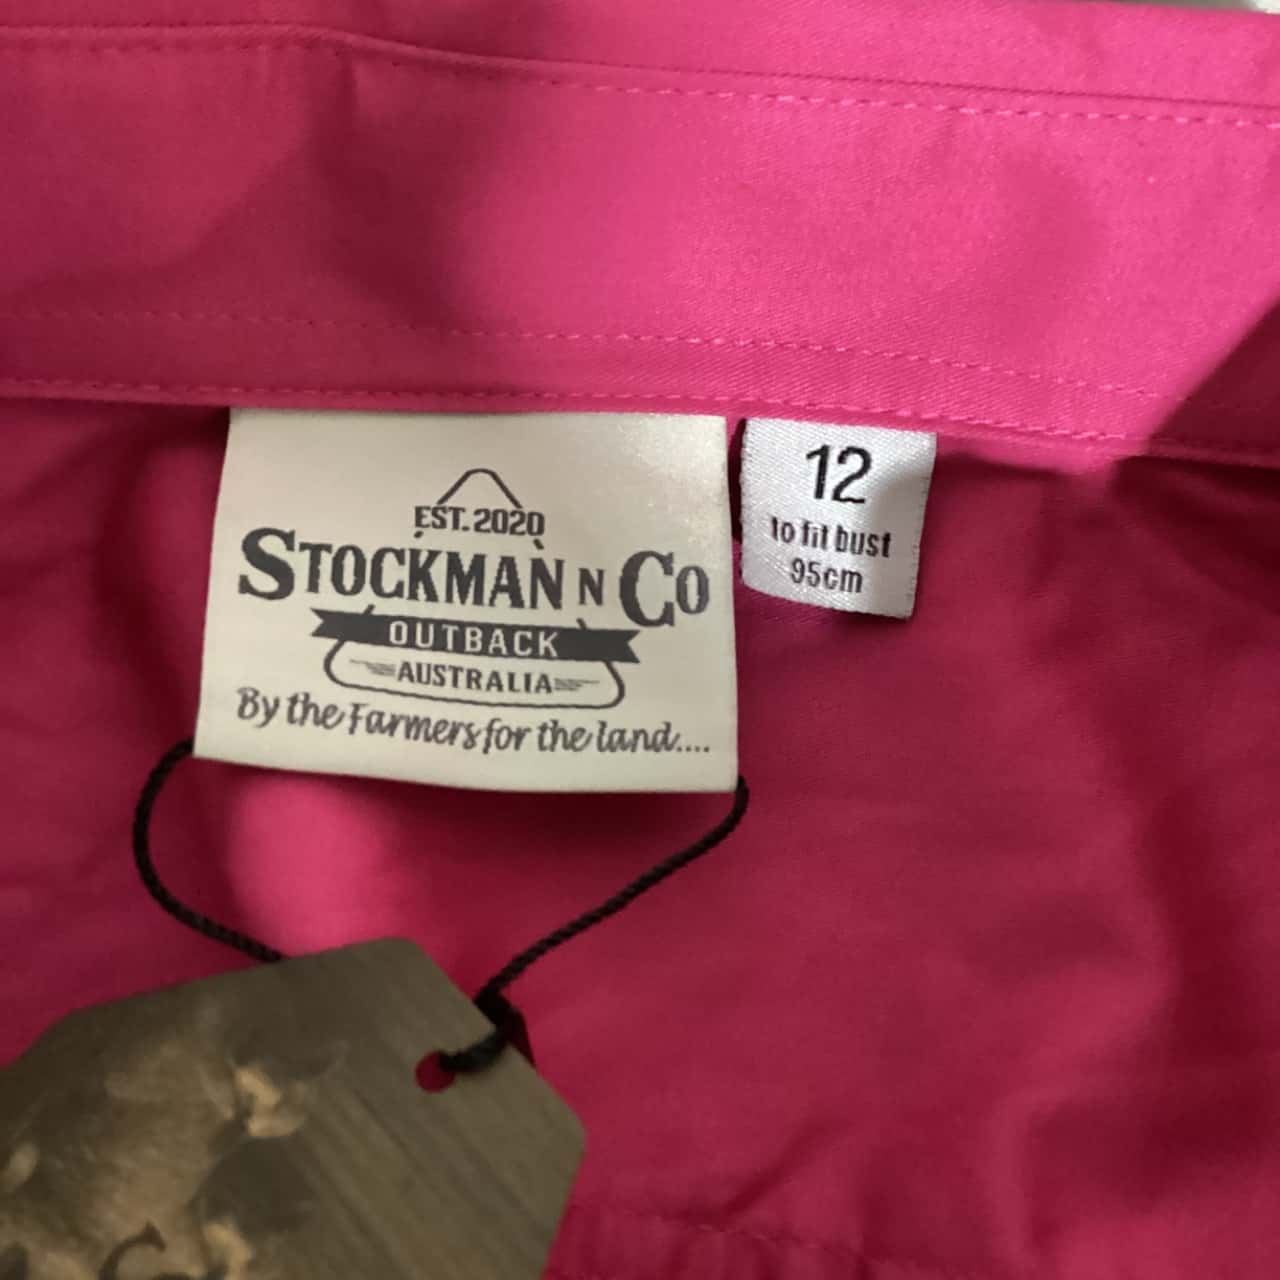 EST. 2020
STOCKMAN N CO
OUTBACK
AUSTRALIA
By the Farmers for the land....
12
to fit bust
95cm